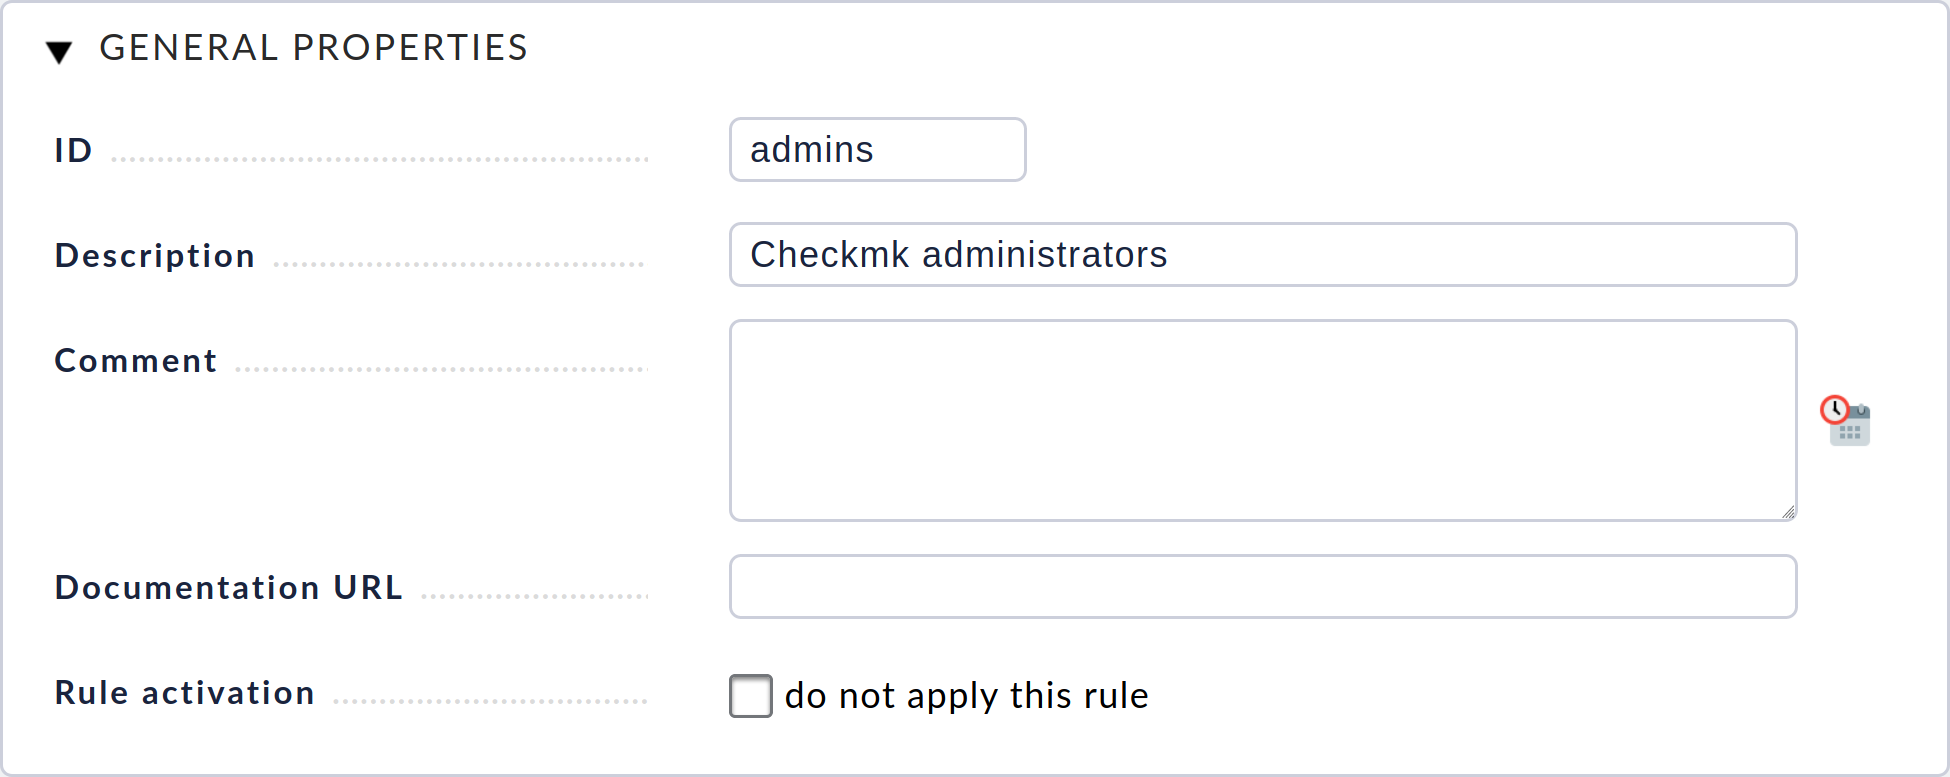 GENERAL PROPERTIES
ID admins
Description Checkmk administrators
Comment
Documentation URL
Rule activation do not apply this rule